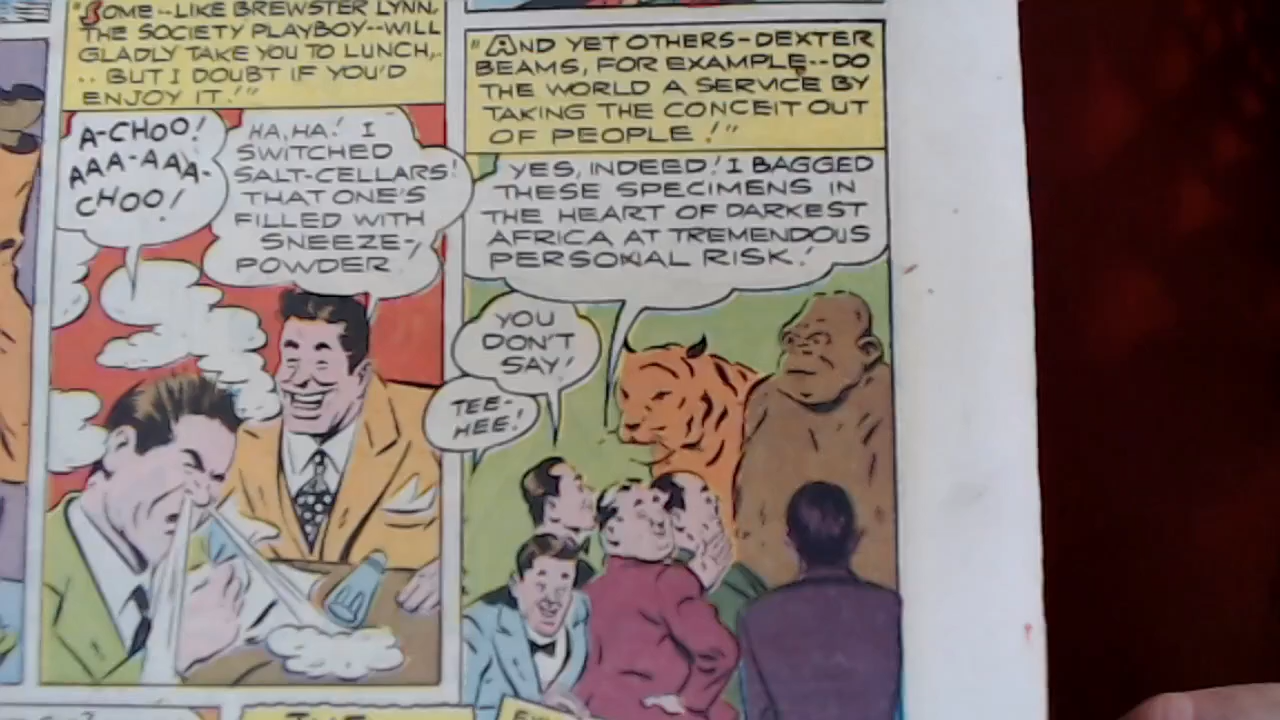 "SOME--LIKE BREWSTER LYNN,
THE SOCIETY PLAYBOY--WILL
GLADLY TAKE YOU TO LUNCH,
.. BUT I DOUBT IF YOU'D
ENJOY IT!"
A-CHOO!
AAA-AAA-
CHOO!
HA, HA! I
SWITCHED
SALT-CELLARS!
THAT ONE'S
FILLED WITH
SNEEZE-
POWDER!
"AND YET OTHERS--DEXTER
BEAMS, FOR EXAMPLE--DO
THE WORLD A SERVICE BY
TAKING THE CONCEIT OUT
OF PEOPLE!"
YES, INDEED! I BAGGED
THESE SPECIMENS IN
THE HEART OF DARKEST
AFRICA AT TREMENDOUS
PERSONAL RISK!
YOU
DON'T
SAY!
TEE-
HEE!